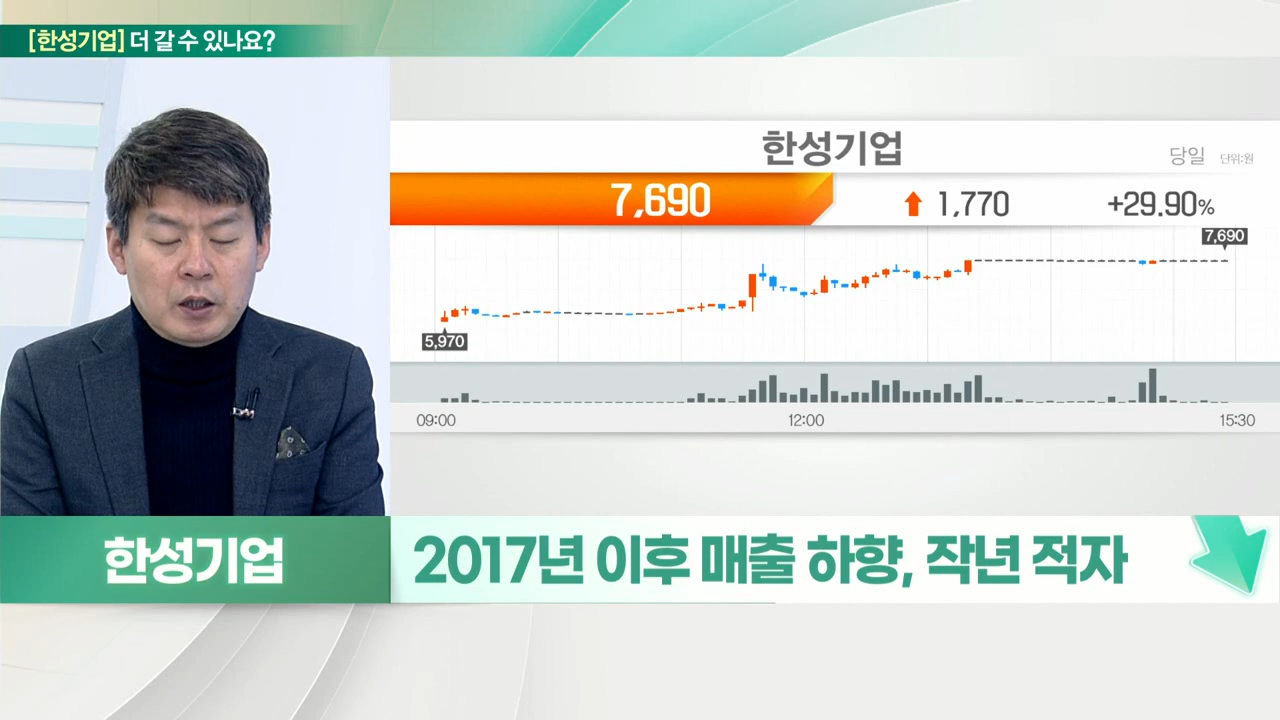 [한성기업] 더 갈 수 있나요?
한성기업
당일 단위:원
7,690 1,770 +29.90%
7,690
5,970
09:00 12:00 15:30
한성기업
2017년 이후 매출 하향, 작년 적자